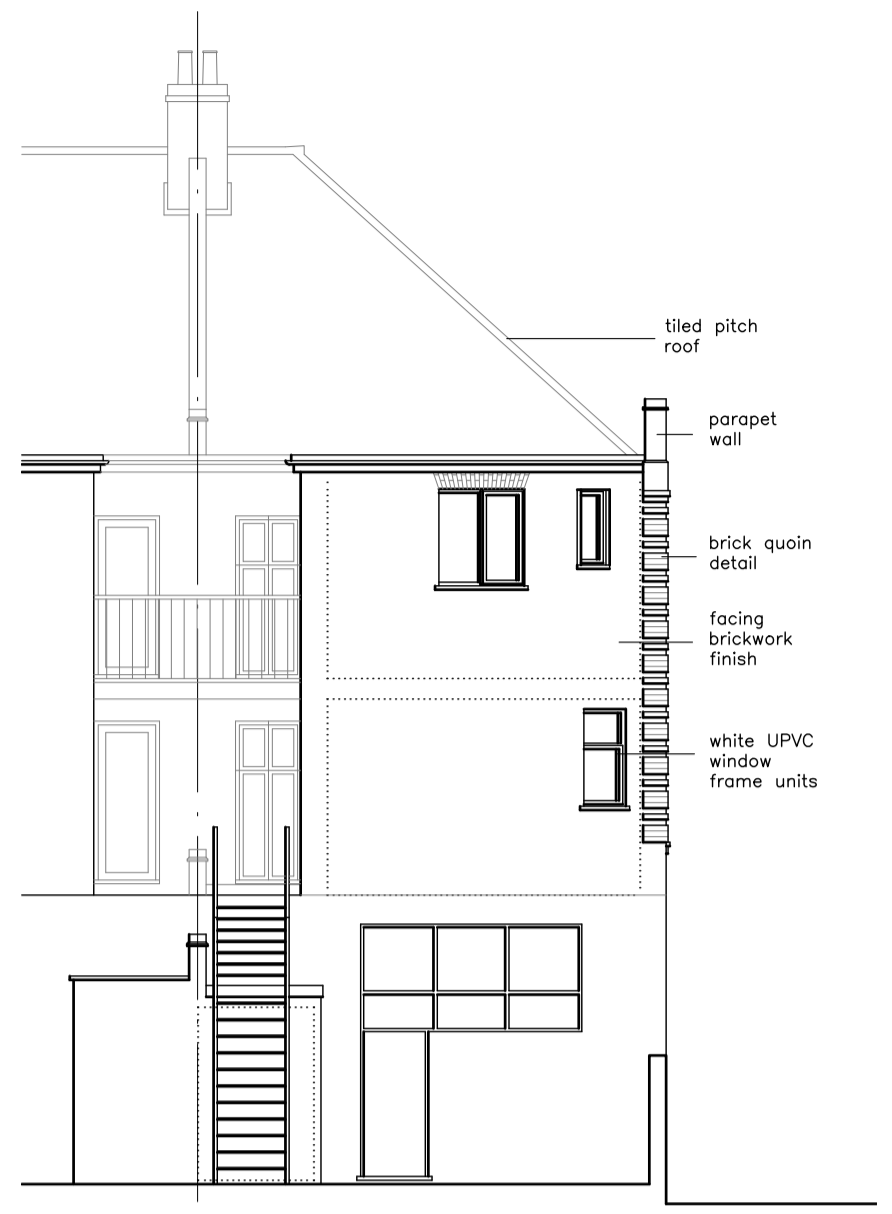 tiled pitch
roof
parapet
wall
brick quoin
detail
facing
brickwork
finish
white UPVC
window
frame units